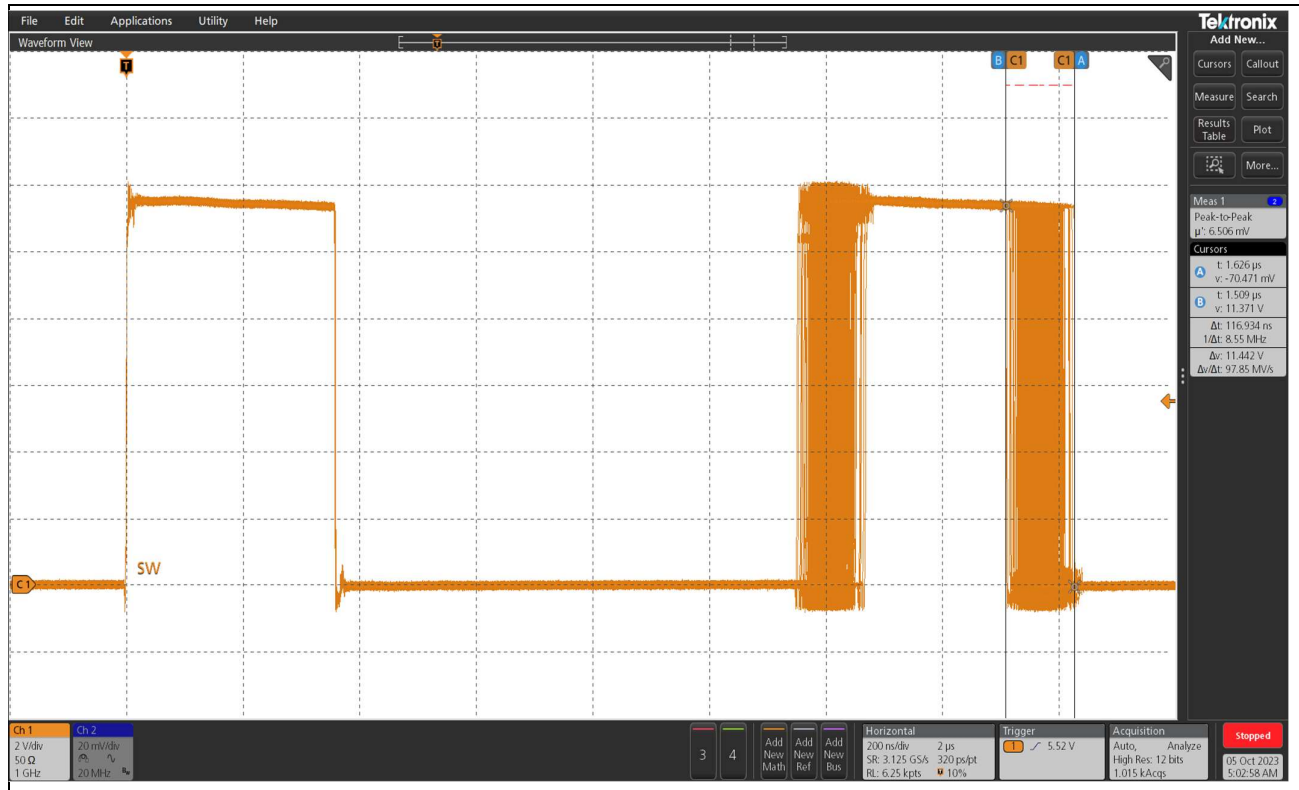 File Edit Applications Utility Help
Tektronix
Waveform View
Add New...
T
B C1 C1 A
Cursors Callout
Measure Search
Results Table Plot
More...
Meas 1 2
Peak-to-Peak
µ': 6.506 mV
Cursors
A t: 1.626 µs
v: -70.471 mV
B t: 1.509 µs
v: 11.371 V
Δt: 116.934 ns
1/Δt: 8.55 MHz
Δv: 11.442 V
Δv/Δt: 97.85 MV/s
SW
C1
Ch 1
2 V/div
50 Ω
1 GHz
Ch 2
20 mV/div
20 MHz
3
4
Add New Math
Add New Ref
Add New Bus
Horizontal
200 ns/div 2 µs
SR: 3.125 GS/s 320 ps/pt
RL: 6.25 kpts 10%
Trigger
1 5.52 V
Acquisition
Auto, Analyze
High Res: 12 bits
1.015 kAcqs
Stopped
05 Oct 2023
5:02:58 AM